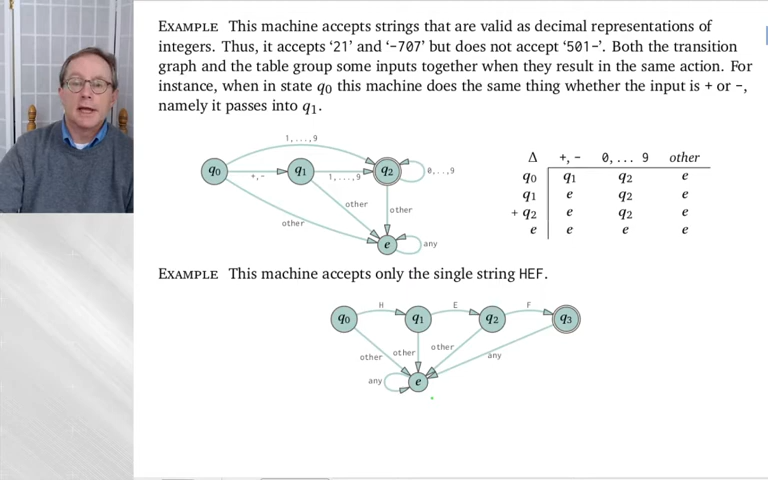 EXAMPLE This machine accepts strings that are valid as decimal representations of
integers. Thus, it accepts ‘21’ and ‘-707’ but does not accept ‘501-’. Both the transition
graph and the table group some inputs together when they result in the same action. For
instance, when in state q0 this machine does the same thing whether the input is + or -,
namely it passes into q1.
1,...,9
q0
+,-
q1
1,...,9
q2
0,...,9
other
other
other
e
any
Δ +,- 0,... 9 other
q0 q1 q2 e
q1 e q2 e
+ q2 e q2 e
e e e e
EXAMPLE This machine accepts only the single string HEF.
H E F
q0 q1 q2 q3
other other other any
any e